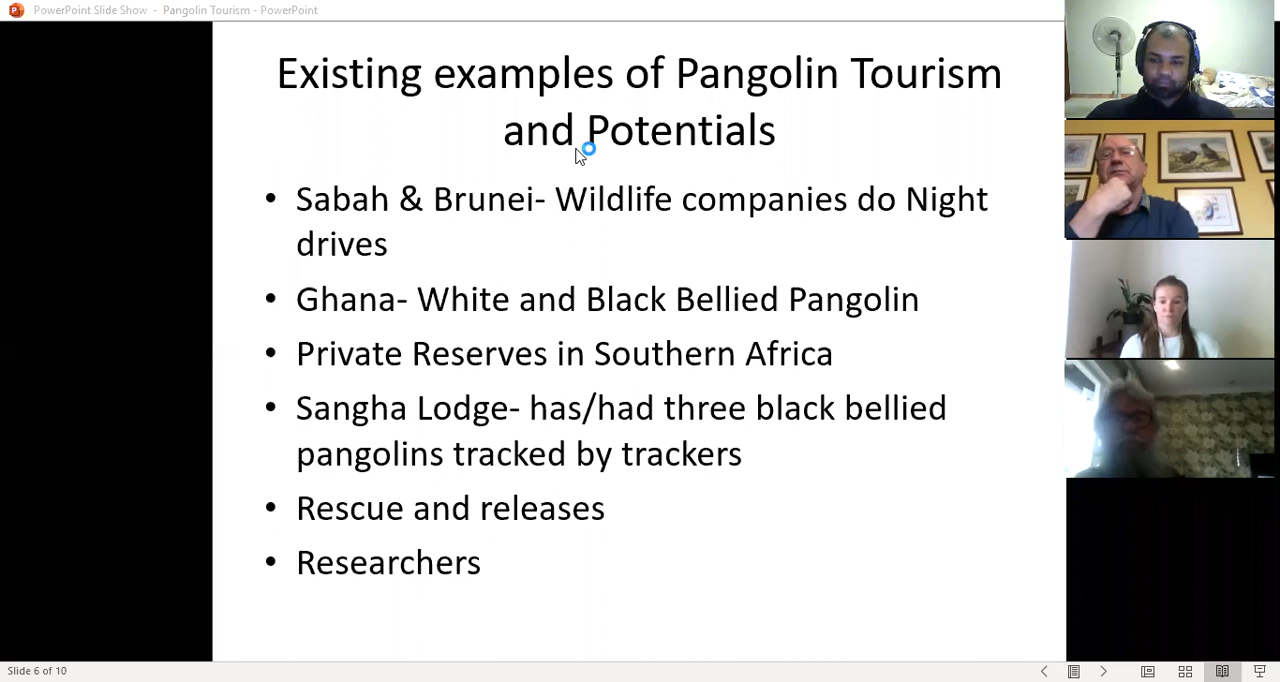 PowerPoint Slide Show - Pangolin Tourism - PowerPoint
Existing examples of Pangolin Tourism
and Potentials
• Sabah & Brunei- Wildlife companies do Night
drives
• Ghana- White and Black Bellied Pangolin
• Private Reserves in Southern Africa
• Sangha Lodge- has/had three black bellied
pangolins tracked by trackers
• Rescue and releases
• Researchers
Slide 6 of 10